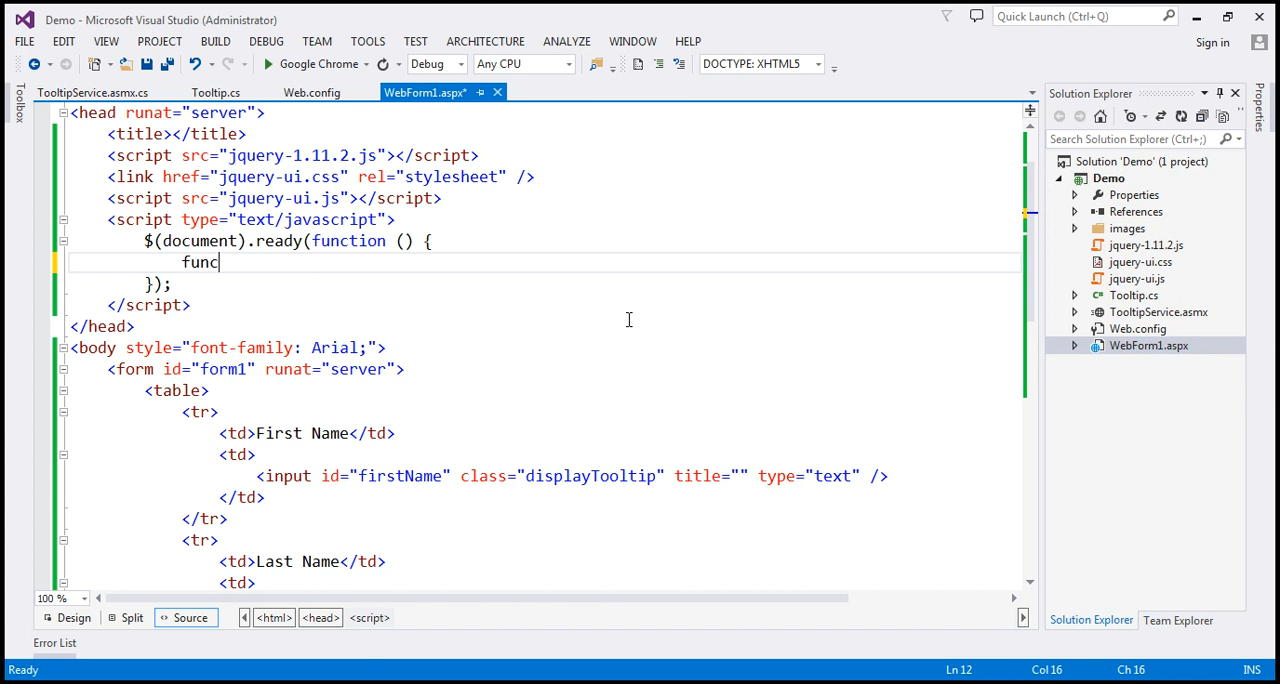 Demo - Microsoft Visual Studio (Administrator)
Quick Launch (Ctrl+Q)
FILE EDIT VIEW PROJECT BUILD DEBUG TEAM TOOLS TEST ARCHITECTURE ANALYZE WINDOW HELP
Sign in
Google Chrome
Debug
Any CPU
DOCTYPE: XHTML5
Toolbox
TooltipService.asmx.cs
Tooltip.cs
Web.config
WebForm1.aspx*
<head runat="server">
<title></title>
<script src="jquery-1.11.2.js"></script>
<link href="jquery-ui.css" rel="stylesheet" />
<script src="jquery-ui.js"></script>
<script type="text/javascript">
$(document).ready(function () {
func
});
</script>
</head>
<body style="font-family: Arial;">
<form id="form1" runat="server">
<table>
<tr>
<td>First Name</td>
<td>
<input id="firstName" class="displayTooltip" title="" type="text" />
</td>
</tr>
<tr>
<td>Last Name</td>
<td>
100 %
Design
Split
Source
<html>
<head>
<script>
Error List
Solution Explorer
Search Solution Explorer (Ctrl+;)
Solution 'Demo' (1 project)
Demo
Properties
References
images
jquery-1.11.2.js
jquery-ui.css
jquery-ui.js
Tooltip.cs
TooltipService.asmx
Web.config
WebForm1.aspx
Solution Explorer
Team Explorer
Properties
Ready
Ln 12
Col 16
Ch 16
INS